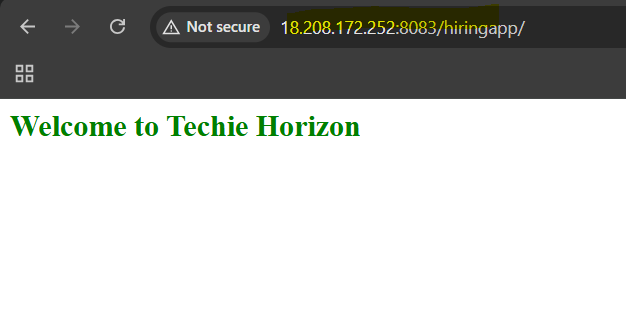 Not secure 18.208.172.252:8083/hiringapp/
Welcome to Techie Horizon